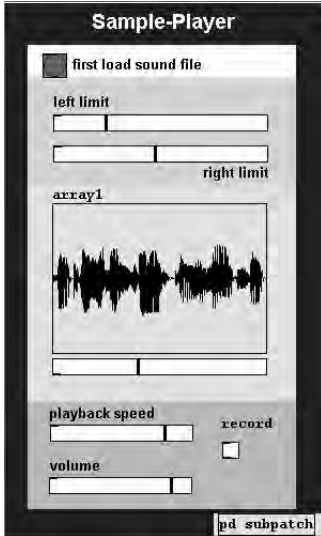 Sample-Player
first load sound file
left limit
right limit
array1
playback speed
record
volume
pd subpatch